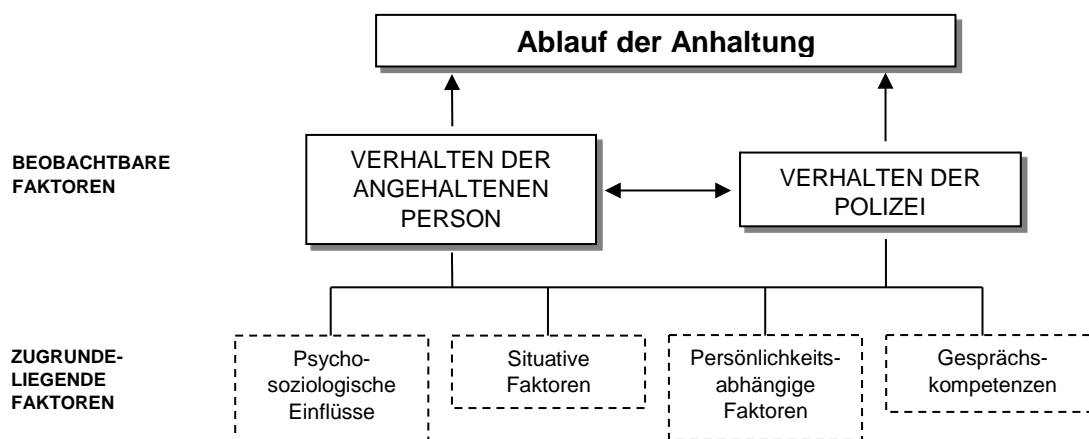 Ablauf der Anhaltung
BEOBACHTBARE
FAKTOREN
VERHALTEN DER
ANGEHALTENEN
PERSON
VERHALTEN DER
POLIZEI
ZUGRUNDE-
LIEGENDE
FAKTOREN
Psycho-
soziologische
Einflüsse
Situative
Faktoren
Persönlichkeits-
abhängige
Faktoren
Gesprächs-
kompetenzen